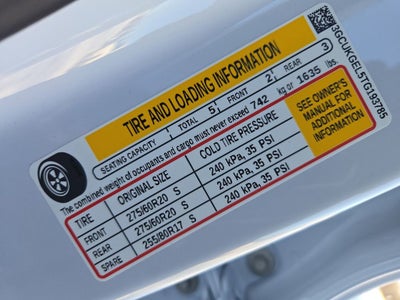 TIRE AND LOADING INFORMATION
SEATING CAPACITY TOTAL 5 FRONT 2 REAR 3
The combined weight of occupants and cargo must never exceed 742 kg or 1635 lbs.
TIRE ORIGINAL SIZE COLD TIRE PRESSURE
FRONT 275/60R20 S 240 kPa, 35 PSI
REAR 275/60R20 S 240 kPa, 35 PSI
SPARE 255/80R17 S 240 kPa, 35 PSI
SEE OWNER'S
MANUAL FOR
ADDITIONAL
INFORMATION
3GCUKGEL5TG193785